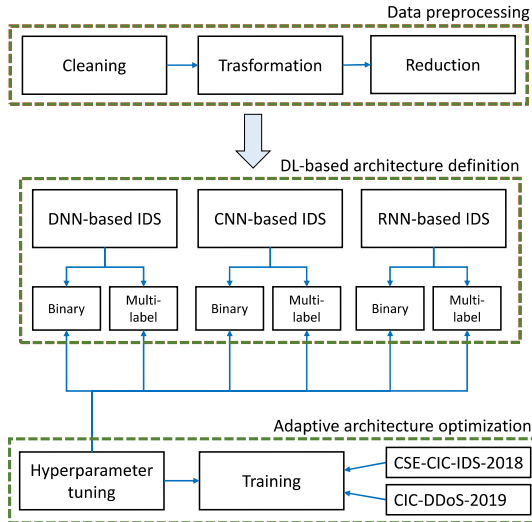 Data preprocessing
Cleaning
Trasformation
Reduction
DL-based architecture definition
DNN-based IDS
CNN-based IDS
RNN-based IDS
Binary
Multi-
label
Binary
Multi-
label
Binary
Multi-
label
Adaptive architecture optimization
Hyperparameter
tuning
Training
CSE-CIC-IDS-2018
CIC-DDoS-2019